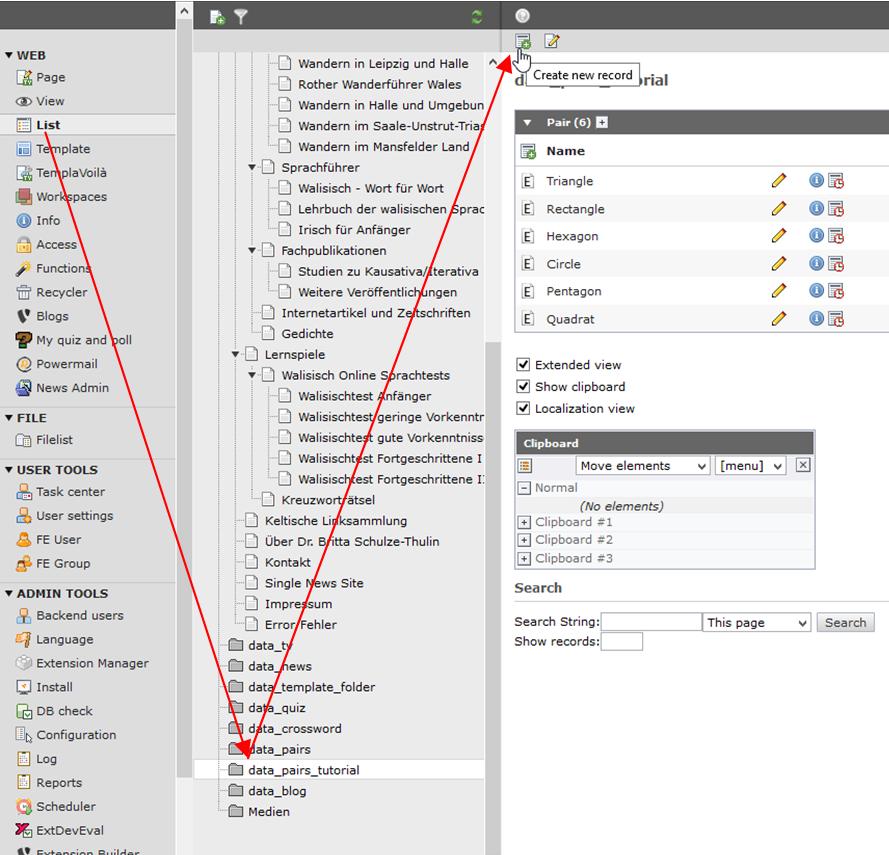 WEB
Page
View
List
Template
TemplaVoilà
Workspaces
Info
Access
Functions
Recycler
Blogs
My quiz and poll
Powermail
News Admin
FILE
Filelist
USER TOOLS
Task center
User settings
FE User
FE Group
ADMIN TOOLS
Backend users
Language
Extension Manager
Install
DB check
Configuration
Log
Reports
Scheduler
ExtDevEval
Extension Builder
Wandern in Leipzig und Halle
Rother Wanderführer Wales
Wandern in Halle und Umgebun
Wandern im Saale-Unstrut-Trias
Wandern im Mansfelder Land
Sprachführer
Walisisch - Wort für Wort
Lehrbuch der walisischen Sprac
Irisch für Anfänger
Fachpublikationen
Studien zu Kausativa/Iterativa
Weitere Veröffentlichungen
Internetartikel und Zeitschriften
Gedichte
Lernspiele
Walisisch Online Sprachtests
Walisischtest Anfänger
Walisischtest geringe Vorkenntr
Walisischtest gute Vorkenntnisse
Walisischtest Fortgeschrittene I
Walisischtest Fortgeschrittene II
Kreuzworträtsel
Keltische Linksammlung
Über Dr. Britta Schulze-Thulin
Kontakt
Single News Site
Impressum
Error-Fehler
data_tv
data_news
data_template_folder
data_quiz
data_crossword
data_pairs
data_pairs_tutorial
data_blog
Medien
Create new record
Pair (6)
Name
Triangle
Rectangle
Hexagon
Circle
Pentagon
Quadrat
Extended view
Show clipboard
Localization view
Clipboard
Move elements [menu]
Normal
(No elements)
Clipboard #1
Clipboard #2
Clipboard #3
Search
Search String: This page Search
Show records: